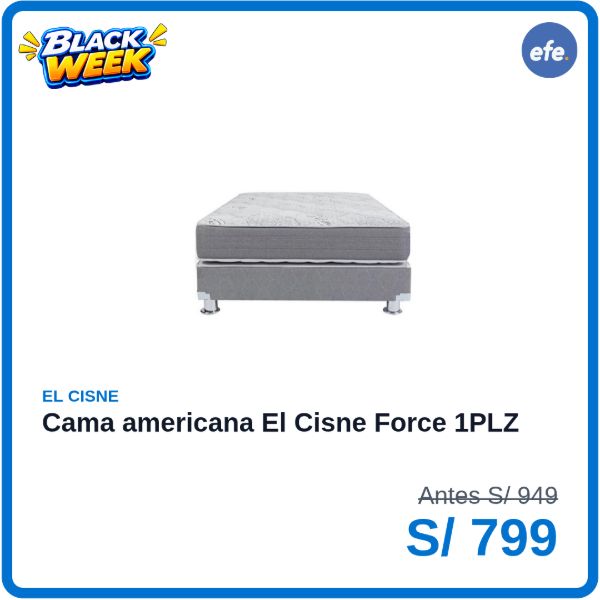 BLACK
WEEK
efe.
EL CISNE
Cama americana El Cisne Force 1PLZ
Antes S/ 949
S/ 799